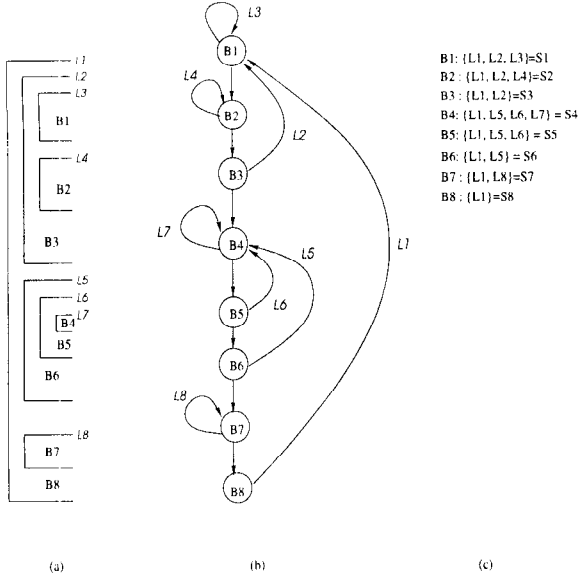 L1
L2
L3
B1
L4
B2
B3
L5
L6
L7
B4
B5
B6
L8
B7
B8
(a)
L3
B1
L4
B2
L2
B3
L7
B4
L5
L6
B5
B6
L1
L8
B7
B8
(b)
B1: {L1, L2, L3}=S1
B2 : {L1, L2, L4}=S2
B3 : {L1, L2}=S3
B4: {L1, L5, L6, L7} = S4
B5: {L1, L5, L6} = S5
B6: {L1, L5} = S6
B7 : {L1, L8}=S7
B8 : {L1}=S8
(c)